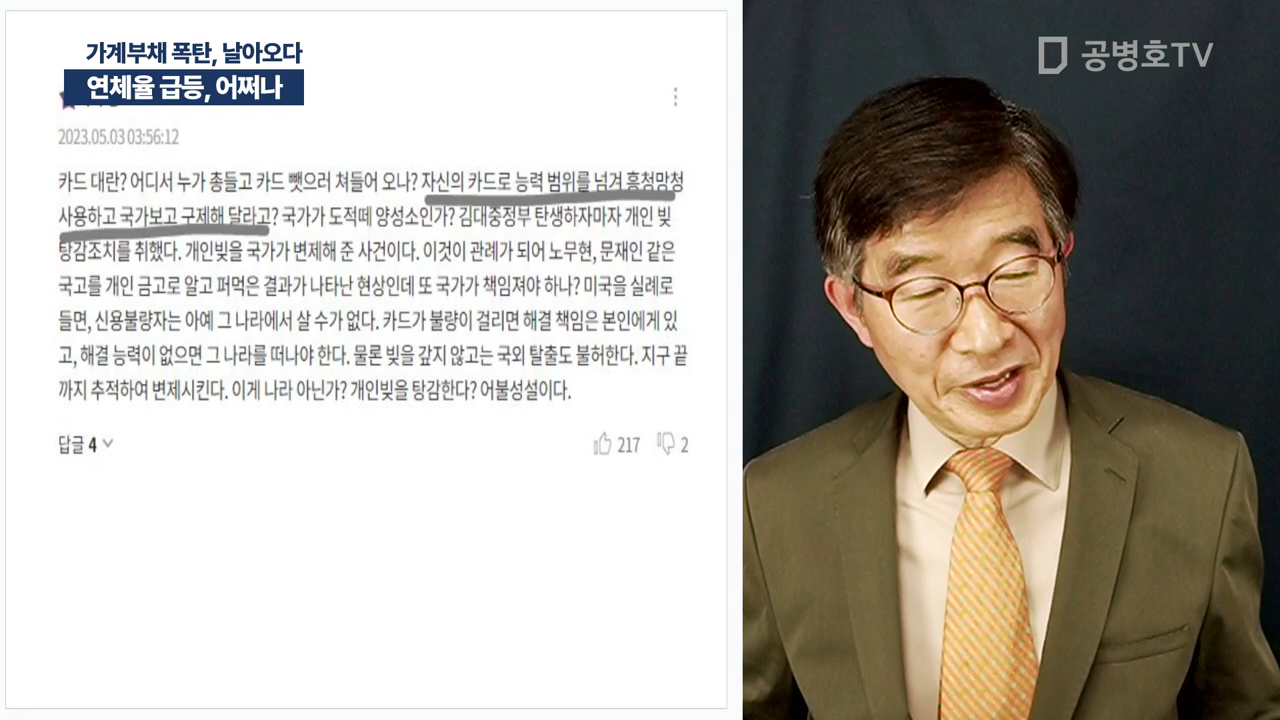 가계부채 폭탄, 날아오다
연체율 급등, 어쩌나
공병호TV
2023.05.03 03:56:12
카드 대란? 어디서 누가 총들고 카드 뺏으러 쳐들어 오나? 자신의 카드로 능력 범위를 넘겨 흥청망청
사용하고 국가보고 구제해 달라고? 국가가 도적떼 양성소인가? 김대중정부 탄생하자마자 개인 빚
탕감조치를 취했다. 개인빚을 국가가 변제해 준 사건이다. 이것이 관례가 되어 노무현, 문재인 같은
국고를 개인 금고로 알고 퍼먹은 결과가 나타난 현상인데 또 국가가 책임져야 하나? 미국을 실례로
들면, 신용불량자는 아예 그 나라에서 살 수가 없다. 카드가 불량이 걸리면 해결 책임은 본인에게 있
고, 해결 능력이 없으면 그 나라를 떠나야 한다. 물론 빚을 갚지 않고는 국외 탈출도 불허한다. 지구 끝
까지 추적하여 변제시킨다. 이게 나라 아닌가? 개인빚을 탕감한다? 어불성설이다.
답글 4
217
2